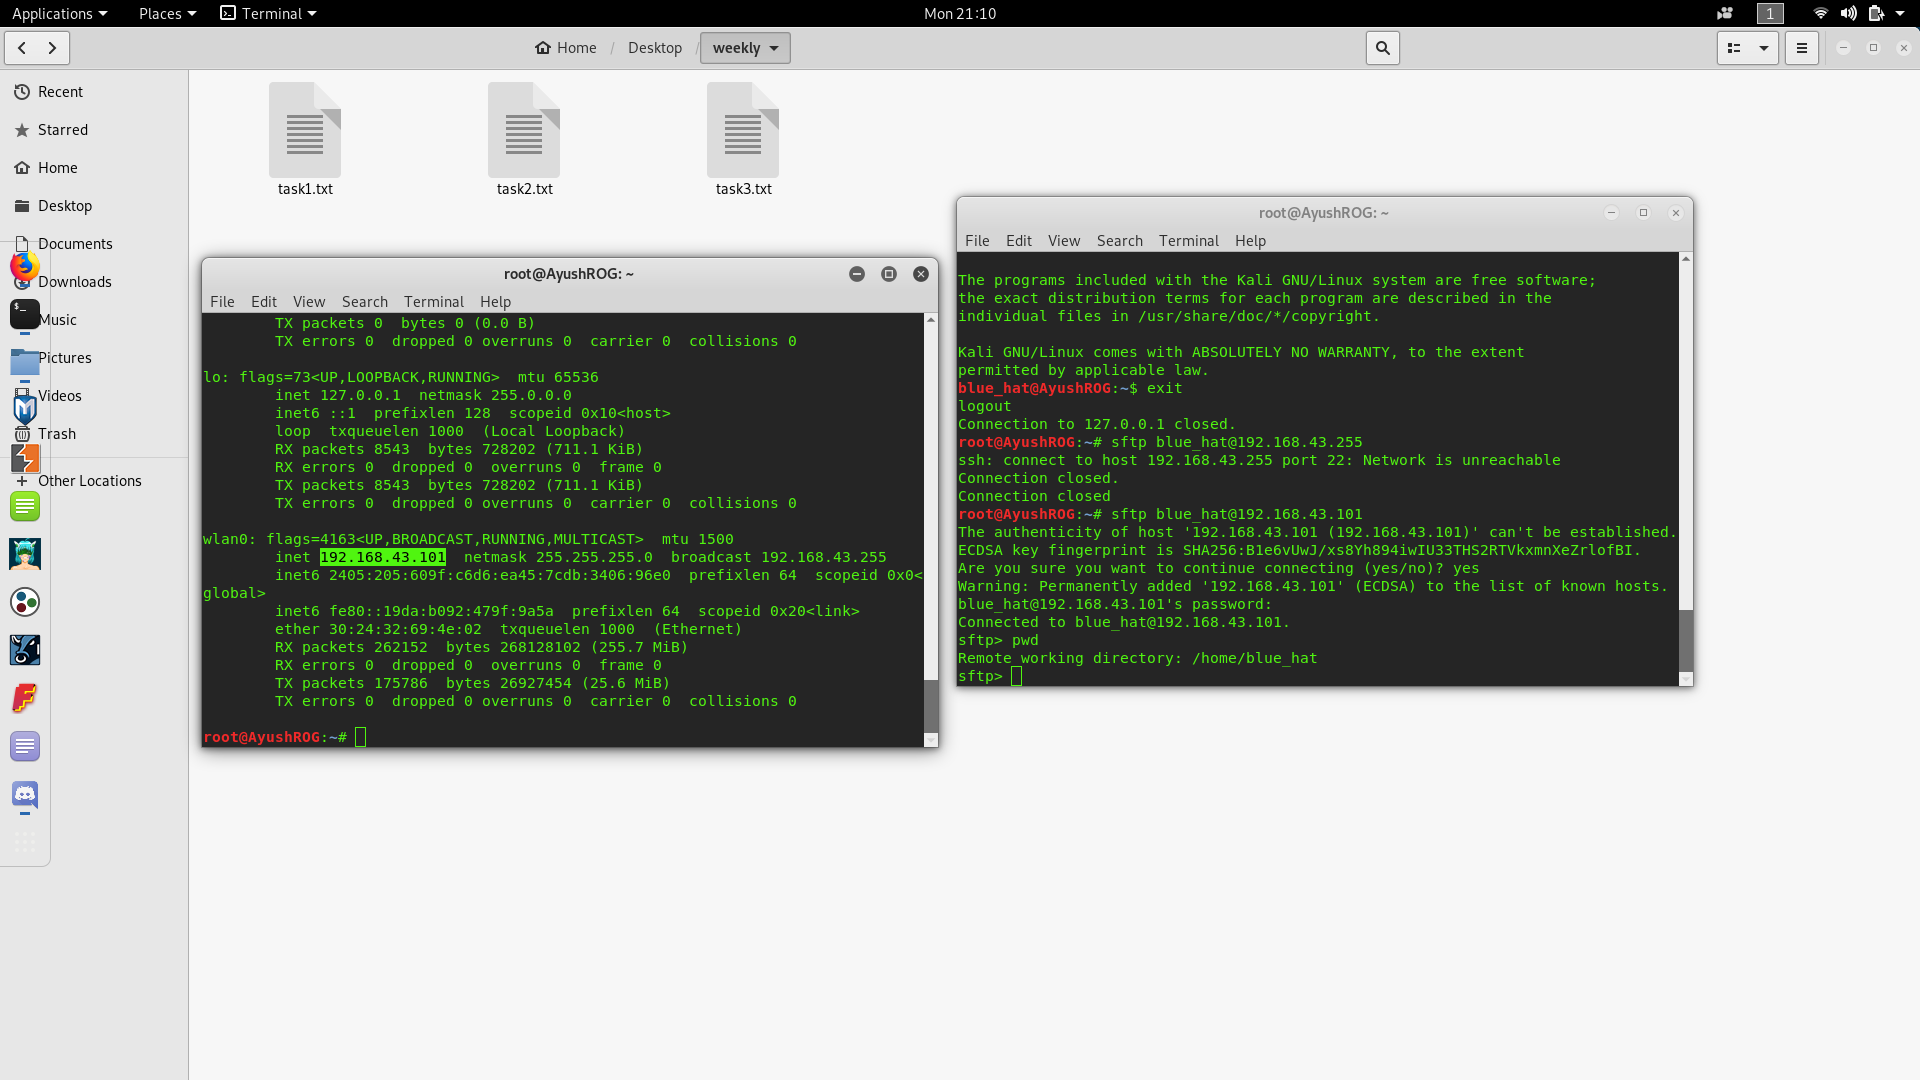 Applications Places Terminal Mon 21:10 1
Home / Desktop / weekly
Recent
Starred
Home
Desktop
Documents
Downloads
Music
Pictures
Videos
Trash
Other Locations
task1.txt task2.txt task3.txt
root@AyushROG: ~
File Edit View Search Terminal Help
TX packets 0  bytes 0 (0.0 B)
TX errors 0  dropped 0 overruns 0  carrier 0  collisions 0
lo: flags=73<UP,LOOPBACK,RUNNING>  mtu 65536
inet 127.0.0.1  netmask 255.0.0.0
inet6 ::1  prefixlen 128  scopeid 0x10<host>
loop  txqueuelen 1000  (Local Loopback)
RX packets 8543  bytes 728202 (711.1 KiB)
RX errors 0  dropped 0  overruns 0  frame 0
TX packets 8543  bytes 728202 (711.1 KiB)
TX errors 0  dropped 0 overruns 0  carrier 0  collisions 0
wlan0: flags=4163<UP,BROADCAST,RUNNING,MULTICAST>  mtu 1500
inet 192.168.43.101  netmask 255.255.255.0  broadcast 192.168.43.255
inet6 2405:205:609f:c6d6:ea45:7cdb:3406:96e0  prefixlen 64  scopeid 0x0<
global>
inet6 fe80::19da:b092:479f:9a5a  prefixlen 64  scopeid 0x20<link>
ether 30:24:32:69:4e:02  txqueuelen 1000  (Ethernet)
RX packets 262152  bytes 268128102 (255.7 MiB)
RX errors 0  dropped 0  overruns 0  frame 0
TX packets 175786  bytes 26927454 (25.6 MiB)
TX errors 0  dropped 0 overruns 0  carrier 0  collisions 0
root@AyushROG:~#
root@AyushROG: ~
File Edit View Search Terminal Help
The programs included with the Kali GNU/Linux system are free software;
the exact distribution terms for each program are described in the
individual files in /usr/share/doc/*/copyright.
Kali GNU/Linux comes with ABSOLUTELY NO WARRANTY, to the extent
permitted by applicable law.
blue_hat@AyushROG:~$ exit
logout
Connection to 127.0.0.1 closed.
root@AyushROG:~# sftp blue_hat@192.168.43.255
ssh: connect to host 192.168.43.255 port 22: Network is unreachable
Connection closed.
Connection closed
root@AyushROG:~# sftp blue_hat@192.168.43.101
The authenticity of host '192.168.43.101 (192.168.43.101)' can't be established.
ECDSA key fingerprint is SHA256:B1e6vUwJ/xs8Yh894iwIU33THS2RTVkxmnXeZrlofBI.
Are you sure you want to continue connecting (yes/no)? yes
Warning: Permanently added '192.168.43.101' (ECDSA) to the list of known hosts.
blue_hat@192.168.43.101's password:
Connected to blue_hat@192.168.43.101.
sftp> pwd
Remote working directory: /home/blue_hat
sftp>